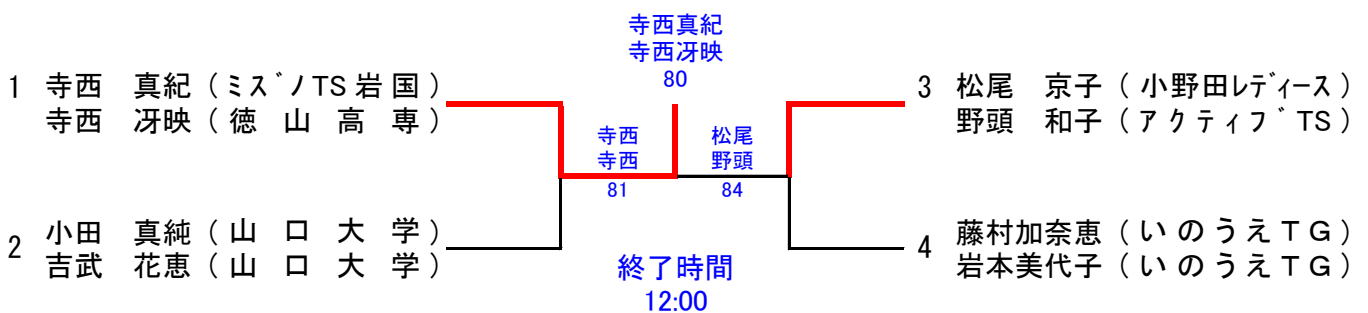 寺西真紀
寺西冴映
80
1 寺西 真紀（ミズノTS岩国）
寺西 冴映（徳山高専）
3 松尾 京子（小野田ﾚﾃﾞｨｰｽ）
野頭 和子（アクティブTS）
寺西
寺西
81
松尾
野頭
84
2 小田 真純（山口大学）
吉武 花恵（山口大学）
4 藤村加奈恵（いのうえＴＧ）
岩本美代子（いのうえＴＧ）
終了時間
12:00